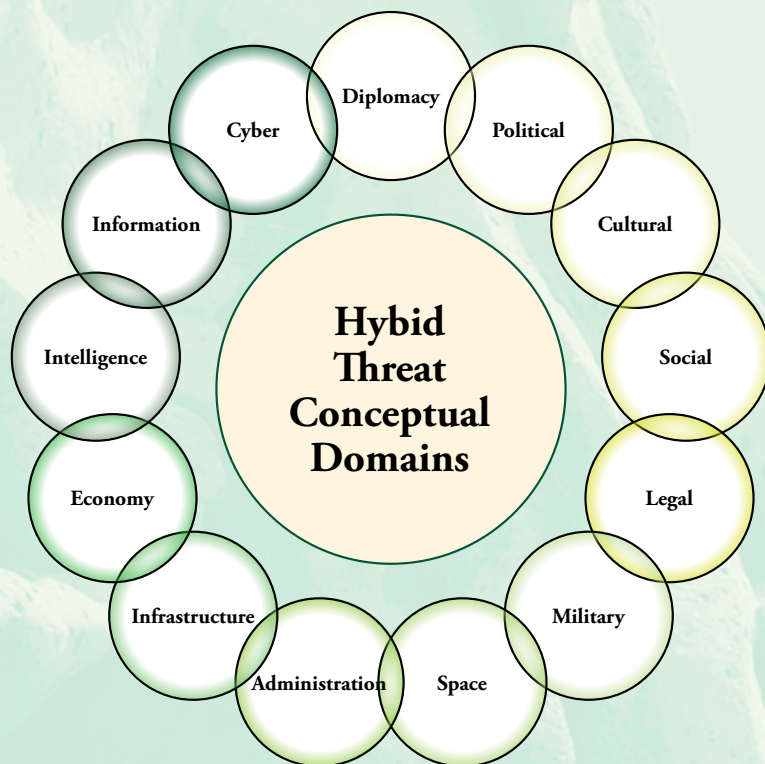 Diplomacy
Political
Cultural
Social
Legal
Military
Space
Administration
Infrastructure
Economy
Intelligence
Information
Cyber
Hybid
Threat
Conceptual
Domains